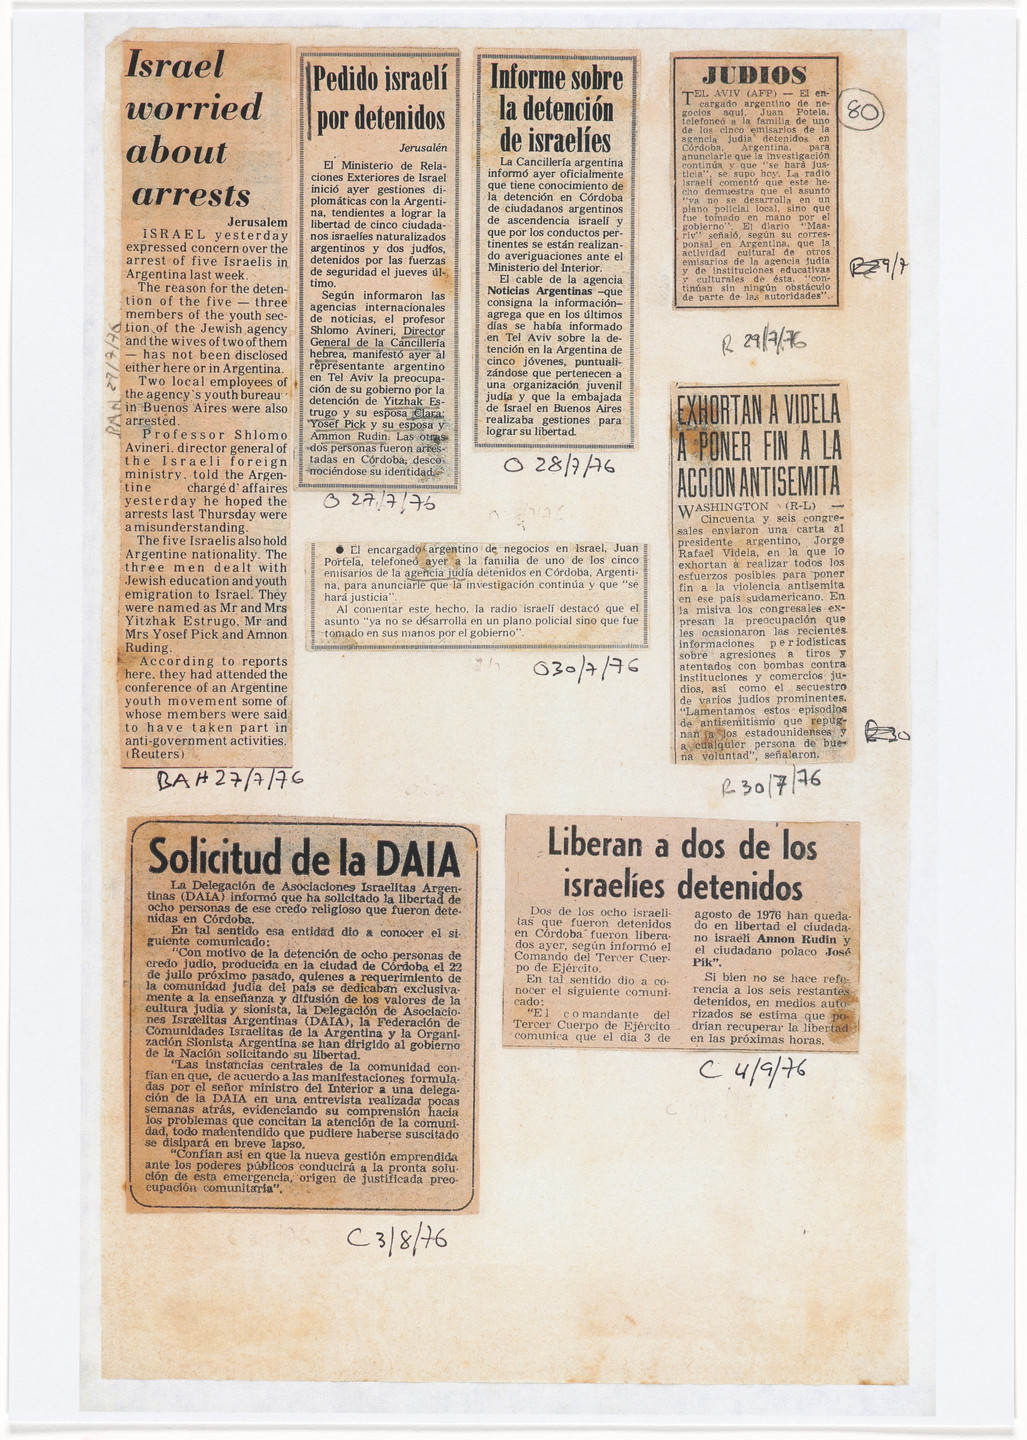 Israel
worried
about
arrests
Jerusalem
ISRAEL yesterday
expressed concern over the
arrest of five Israelis in
Argentina last week.
The reason for the deten-
tion of the five — three
members of the youth sec-
tion of the Jewish agency
and the wives of two of them
— has not been disclosed
either here or in Argentina.
Two local employees of
the agency's youth bureau
in Buenos Aires were also
arrested.
Professor Shlomo
Avineri, director general of
the Israeli foreign
ministry, told the Argen-
tine chargé d'affaires
yesterday he hoped the
arrests last Thursday were
a misunderstanding.
The five Israelis also hold
Argentine nationality. The
three men dealt with
Jewish education and youth
emigration to Israel. They
were named as Mr and Mrs
Yitzhak Estrugo, Mr and
Mrs Yosef Pick and Amnon
Ruding.
According to reports
here, they had attended the
conference of an Argentine
youth movement some of
whose members were said
to have taken part in
anti-government activities.
(Reuters)
BAH 27/7/76
BAH 27/7/76
Pedido israelí
por detenidos
Jerusalén
El Ministerio de Rela-
ciones Exteriores de Israel
inició ayer gestiones di-
plomáticas con la Argenti-
na, tendientes a lograr la
libertad de cinco ciudada-
nos israelíes naturalizados
argentinos y dos judíos,
detenidos por las fuerzas
de seguridad el jueves úl-
timo.
Según informaron las
agencias internacionales
de noticias, el profesor
Shlomo Avineri, Director
General de la Cancillería
hebrea, manifestó ayer al
representante argentino
en Tel Aviv la preocupa-
ción de su gobierno por la
detención de Yitzhak Es-
trugo y su esposa Clara;
Yosef Pick y su esposa y
Ammon Rudin. Las otras
dos personas fueron arres-
tadas en Córdoba, desco-
nociéndose su identidad.
O 27/7/76
Informe sobre
la detención
de israelíes
La Cancillería argentina
informó ayer oficialmente
que tiene conocimiento de
la detención en Córdoba
de ciudadanos argentinos
de ascendencia israelí y
que por los conductos per-
tinentes se están realizan-
do averiguaciones ante el
Ministerio del Interior.
El cable de la agencia
Noticias Argentinas —que
consigna la información—
agrega que en los últimos
días se había informado
en Tel Aviv sobre la de-
tención en la Argentina de
cinco jóvenes, puntuali-
zándose que pertenecen a
una organización juvenil
judía y que la embajada
de Israel en Buenos Aires
realizaba gestiones para
lograr su libertad.
O 28/7/76
JUDIOS
TEL AVIV (AFP) — El en-
cargado argentino de ne-
gocios aquí, Juan Potela,
telefoneó a la familia de uno
de los cinco emisarios de la
agencia judía detenidos en
Córdoba, Argentina, para
anunciarle que la investigación
continúa y que "se hará jus-
ticia", se supo hoy. La radio
israelí comentó que este he-
cho demuestra que el asunto
"ya no se desarrolla en un
plano policial local, sino que
fue tomado en mano por el
gobierno". El diario "Maa-
riv" señaló, según su corres-
ponsal en Argentina, que la
actividad cultural de otros
emisarios de la agencia judía
y de instituciones educativas
y culturales de ésta, "con-
tinúan sin ningún obstáculo
de parte de las autoridades".
80
29/7
R 29/7/76
● El encargado argentino de negocios en Israel, Juan
Portela, telefoneó ayer a la familia de uno de los cinco
emisarios de la agencia judía detenidos en Córdoba, Argenti-
na, para anunciarle que la investigación continúa y que "se
hará justicia".
Al comentar este hecho, la radio israelí destacó que el
asunto "ya no se desarrolla en un plano policial sino que fue
tomado en sus manos por el gobierno".
O 30/7/76
EXHORTAN A VIDELA
A PONER FIN A LA
ACCION ANTISEMITA
WASHINGTON (R-L) —
Cincuenta y seis congre-
sales enviaron una carta al
presidente argentino, Jorge
Rafael Videla, en la que lo
exhortan a realizar todos los
esfuerzos posibles para poner
fin a la violencia antisemita
en ese país sudamericano. En
la misiva los congresales ex-
presan la preocupación que
les ocasionaron las recientes
informaciones periodísticas
sobre agresiones a tiros y
atentados con bombas contra
instituciones y comercios ju-
díos, así como el secuestro
de varios judíos prominentes.
"Lamentamos estos episodios
de antisemitismo que repug-
nan a los estadounidenses y
a cualquier persona de bue-
na voluntad", señalaron.
30
R 30/7/76
Solicitud de la DAIA
La Delegación de Asociaciones Israelitas Argen-
tinas (DAIA) informó que ha solicitado la libertad de
ocho personas de ese credo religioso que fueron dete-
nidas en Córdoba.
En tal sentido esa entidad dio a conocer el si-
guiente comunicado:
"Con motivo de la detención de ocho personas de
credo judío, producida en la ciudad de Córdoba el 22
de julio próximo pasado, quienes a requerimiento de
la comunidad judía del país se dedicaban exclusiva-
mente a la enseñanza y difusión de los valores de la
cultura judía y sionista, la Delegación de Asociacio-
nes Israelitas Argentinas (DAIA), la Federación de
Comunidades Israelitas de la Argentina y la Organi-
zación Sionista Argentina se han dirigido al gobierno
de la Nación solicitando su libertad.
"Las instancias centrales de la comunidad con-
fían en que, de acuerdo a las manifestaciones formula-
das por el señor ministro del Interior a una delega-
ción de la DAIA en una entrevista realizada pocas
semanas atrás, evidenciando su comprensión hacia
los problemas que concitan la atención de la comuni-
dad, todo malentendido que pudiere haberse suscitado
se disipará en breve lapso.
"Confían así en que la nueva gestión emprendida
ante los poderes públicos conducirá a la pronta solu-
ción de esta emergencia, origen de justificada preo-
cupación comunitaria".
C 3/8/76
Liberan a dos de los
israelíes detenidos
Dos de los ocho israeli-
tas que fueron detenidos
en Córdoba fueron libera-
dos ayer, según informó el
Comando del Tercer Cuer-
po de Ejército.
En tal sentido dio a co-
nocer el siguiente comuni-
cado:
"El comandante del
Tercer Cuerpo de Ejército
comunica que el día 3 de
agosto de 1976 han queda-
do en libertad el ciudada-
no israelí Annon Rudin y
el ciudadano polaco José
Pik".
Si bien no se hace refe-
rencia a los seis restantes
detenidos, en medios auto-
rizados se estima que po-
drían recuperar la libertad
en las próximas horas.
C 4/9/76